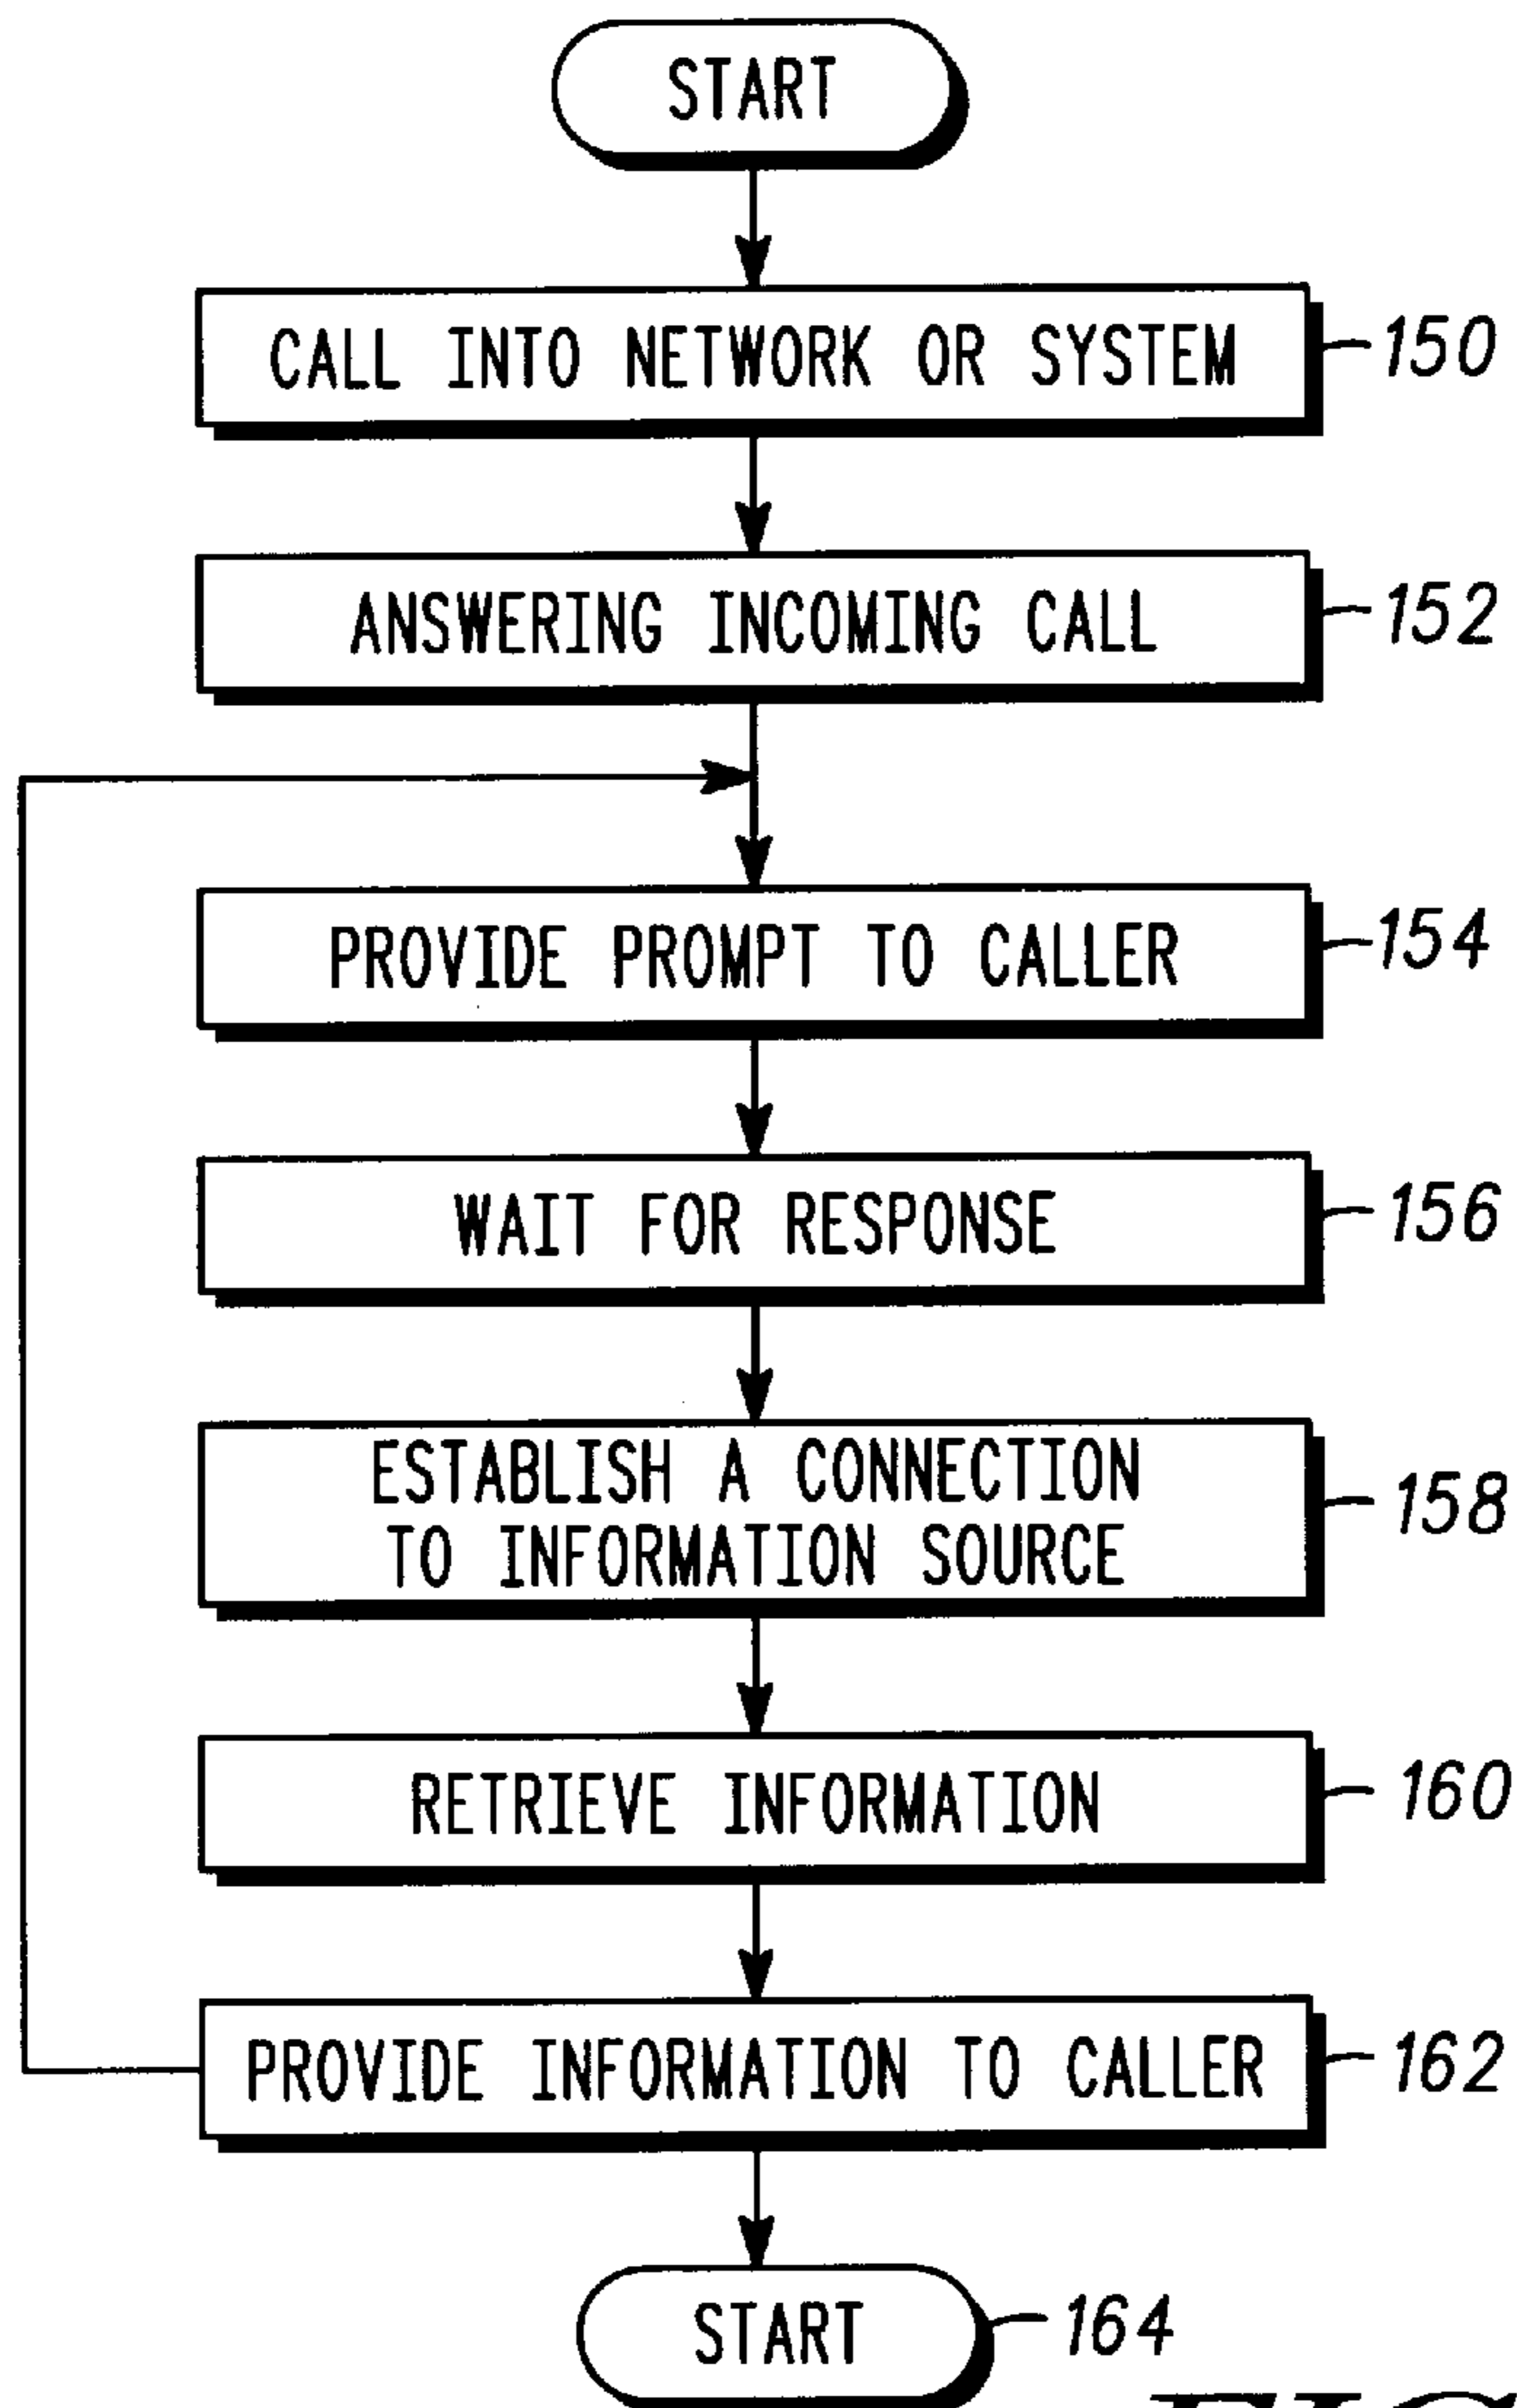 START
CALL INTO NETWORK OR SYSTEM
150
ANSWERING INCOMING CALL
152
PROVIDE PROMPT TO CALLER
154
WAIT FOR RESPONSE
156
ESTABLISH A CONNECTION
TO INFORMATION SOURCE
158
RETRIEVE INFORMATION
160
PROVIDE INFORMATION TO CALLER
162
START
164